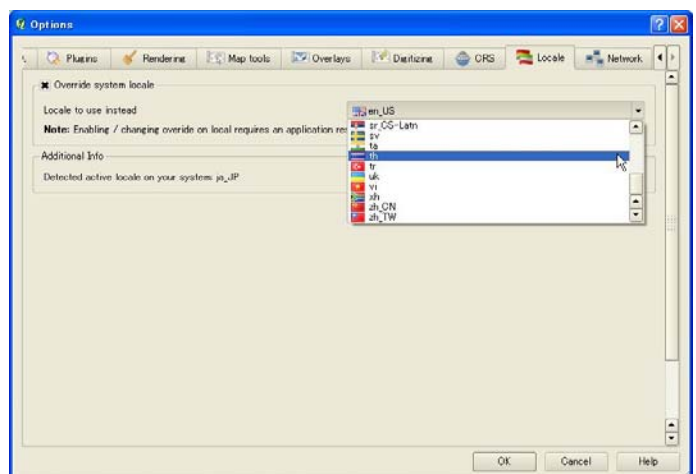 Options
Plugins
Rendering
Map tools
Overlays
Digitizing
CRS
Locale
Network
Override system locale
Locale to use instead
en_US
Note: Enabling / changing overide on local requires an application res
sr_CS-Latn
sv
ta
th
tr
uk
vi
xh
zh_CN
zh_TW
Additional Info
Detected active locale on your system: ja_JP
OK
Cancel
Help